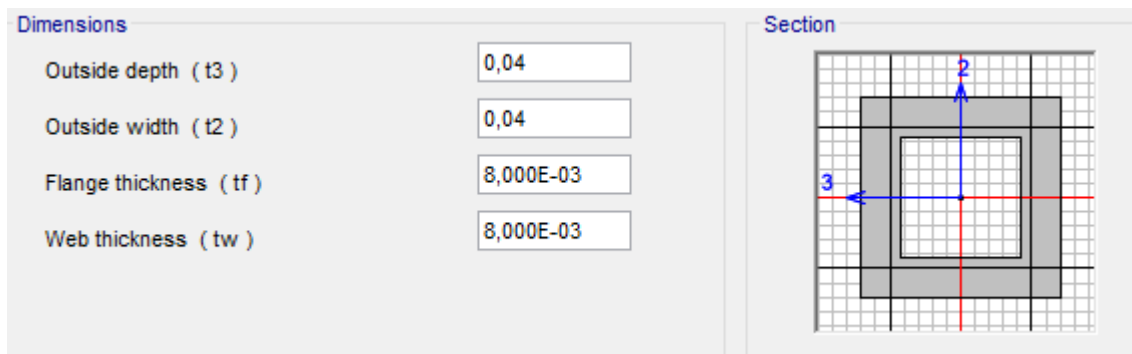 Dimensions
Outside depth ( t3 )
0,04
Outside width ( t2 )
0,04
Flange thickness ( tf )
8,000E-03
Web thickness ( tw )
8,000E-03
Section
2
3